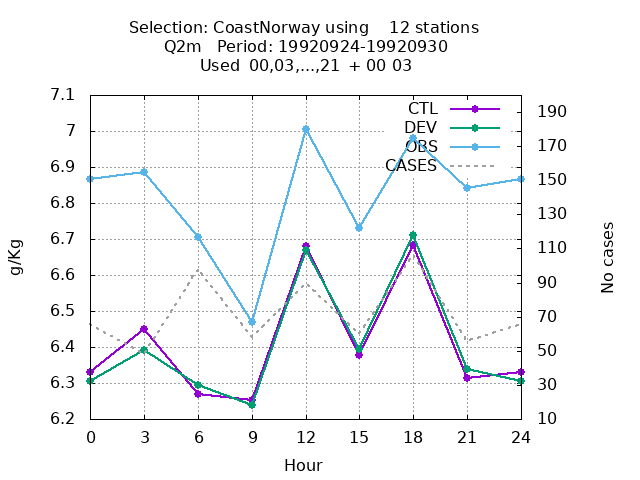 Selection: CoastNorway using    12 stations
Q2m   Period: 19920924-19920930
Used  00,03,...,21  + 00 03
7.1
7
6.9
6.8
6.7
6.6
6.5
6.4
6.3
6.2
g/Kg
CTL
DEV
OBS
CASES
190
170
150
130
110
90
70
50
30
10
No cases
0 3 6 9 12 15 18 21 24
Hour